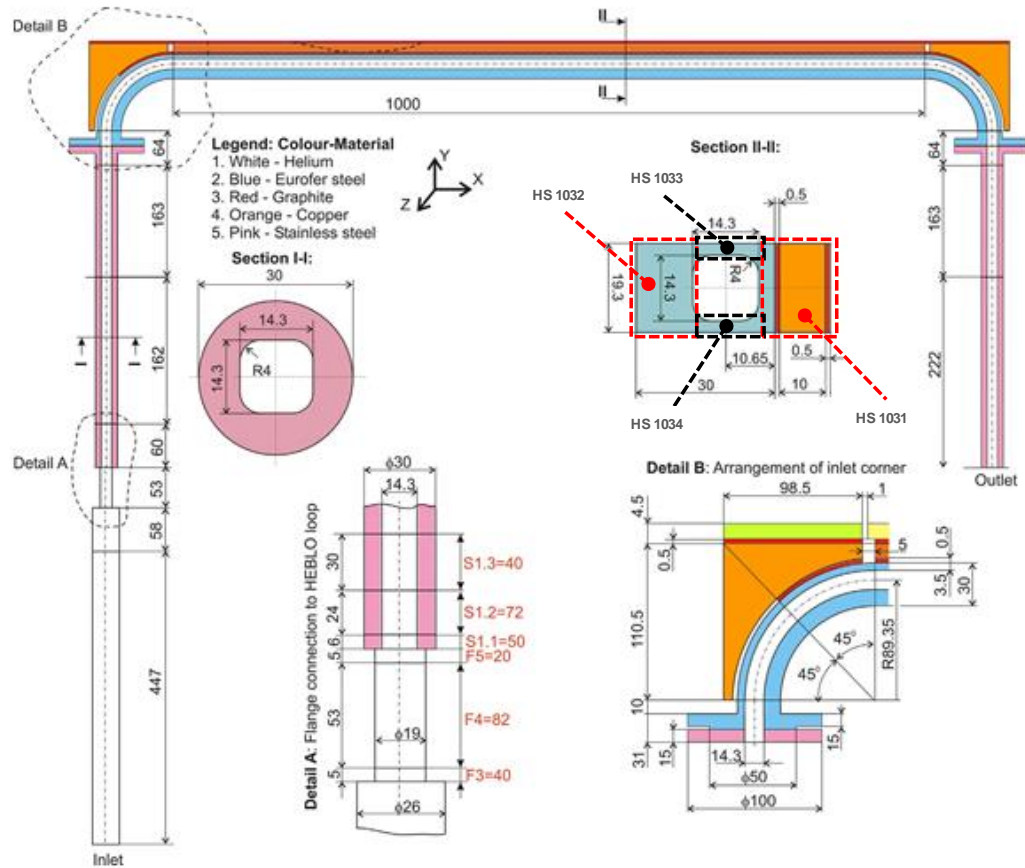 Detail B
II
II
1000
64
163
162
60
53
58
447
Inlet
Detail A
I
I
Legend: Colour-Material
1. White - Helium
2. Blue - Eurofer steel
3. Red - Graphite
4. Orange - Copper
5. Pink - Stainless steel
Y
X
Z
Section I-I:
30
14.3
14.3
R4
Section II-II:
HS 1032
HS 1033
0.5
14.3
19.3
14.3
R4
10.65
0.5
30
10
HS 1034
HS 1031
64
163
222
Outlet
Detail A: Flange connection to HEBLO loop
ϕ30
14.3
30
24
6
5
53
5
S1.3=40
S1.2=72
S1.1=50
F5=20
F4=82
F3=40
ϕ19
ϕ26
Detail B: Arrangement of inlet corner
98.5
1
4.5
0.5
5
0.5
3.5
30
110.5
45°
45°
R89.35
10
31
15
15
14.3
ϕ50
ϕ100